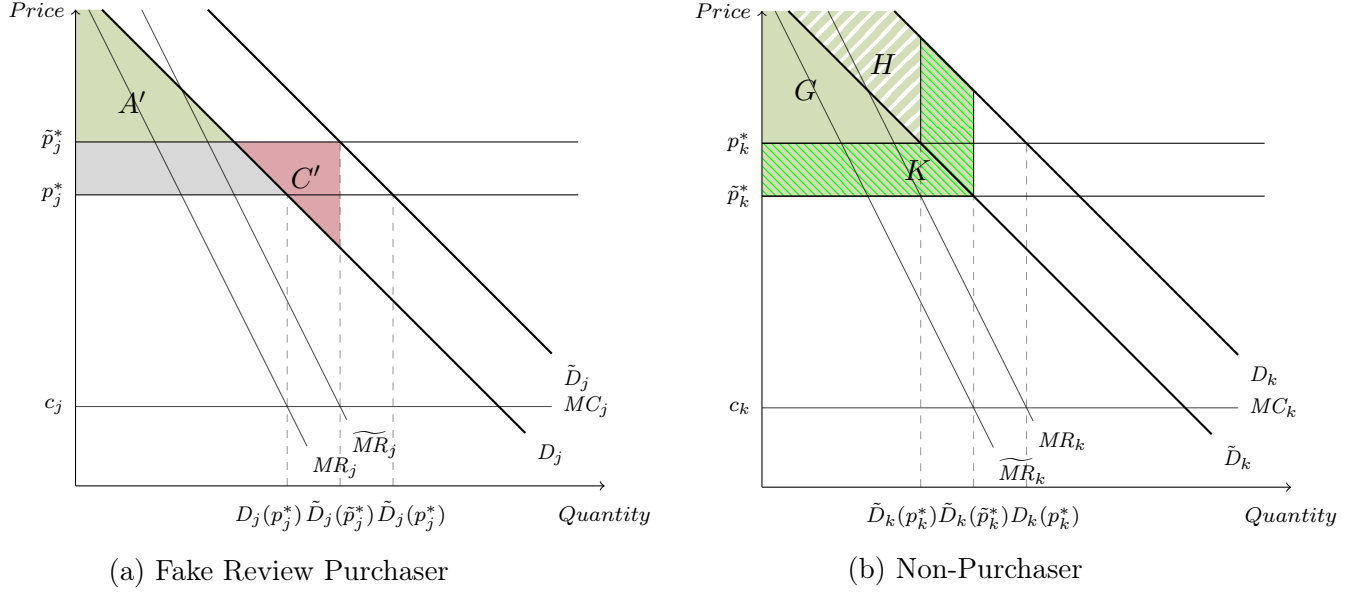 Price
A′
p̃*_j
p*_j
C′
c_j
D̃_j
MC_j
M̃R_j
MR_j
D_j
D_j(p*_j) D̃_j(p̃*_j) D̃_j(p*_j)
Quantity
(a) Fake Review Purchaser
Price
H
G
p*_k
K
p̃*_k
D_k
c_k
MC_k
MR_k
M̃R_k
D̃_k
D̃_k(p*_k) D̃_k(p̃*_k) D_k(p*_k)
Quantity
(b) Non-Purchaser